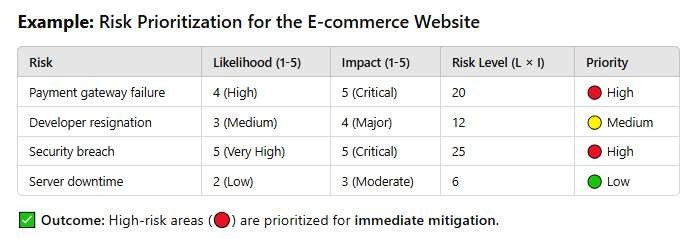 Example: Risk Prioritization for the E-commerce Website
Risk Likelihood (1-5) Impact (1-5) Risk Level (L × I) Priority
Payment gateway failure 4 (High) 5 (Critical) 20 High
Developer resignation 3 (Medium) 4 (Major) 12 Medium
Security breach 5 (Very High) 5 (Critical) 25 High
Server downtime 2 (Low) 3 (Moderate) 6 Low
Outcome: High-risk areas (🔴) are prioritized for immediate mitigation.